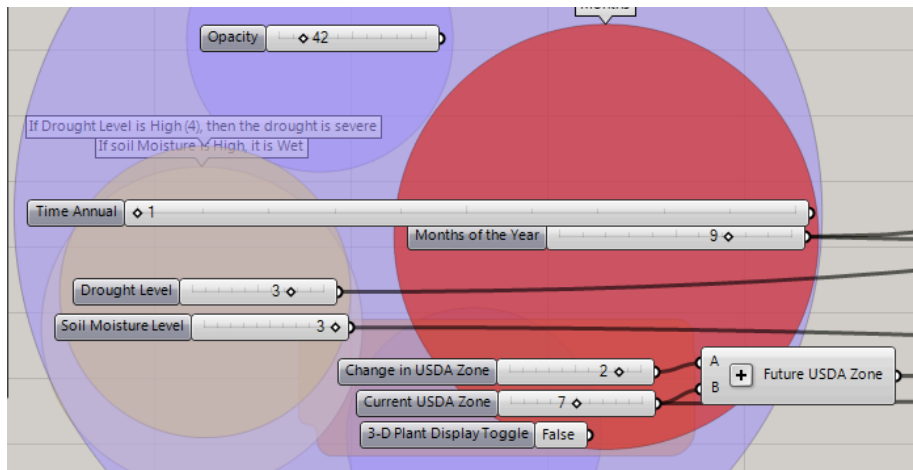 Months
Opacity 42
If Drought Level is High (4), then the drought is severe
If soil Moisture is High, it is Wet
Time Annual 1
Months of the Year 9
Drought Level 3
Soil Moisture Level 3
Change in USDA Zone 2
A
Future USDA Zone
B
Current USDA Zone 7
3-D Plant Display Toggle False